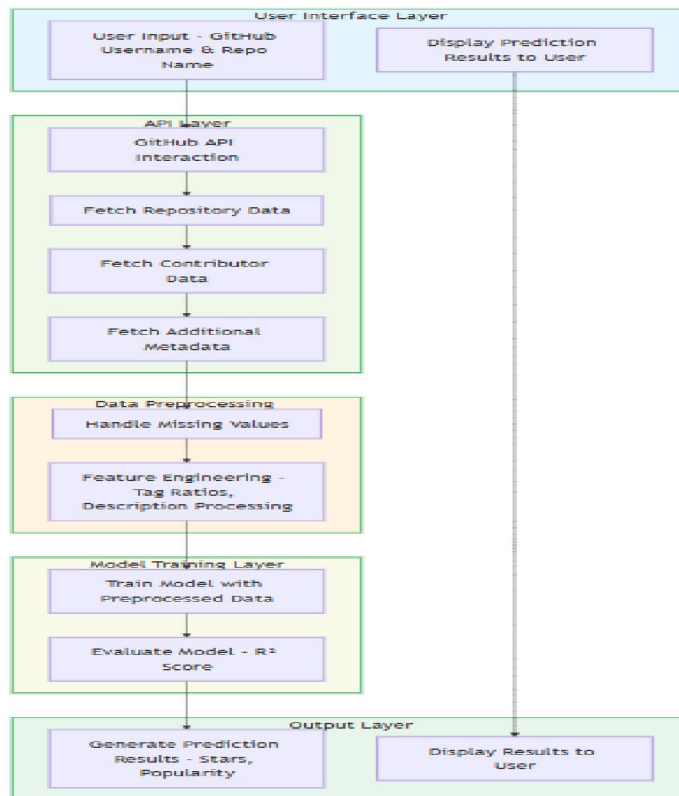 User Interface Layer
User Input - GitHub
Username & Repo
Name
Display Prediction
Results to User
API Layer
GitHub API
Interaction
Fetch Repository Data
Fetch Contributor
Data
Fetch Additional
Metadata
Data Preprocessing
Handle Missing Values
Feature Engineering -
Tag Ratios,
Description Processing
Model Training Layer
Train Model with
Preprocessed Data
Evaluate Model - R²
Score
Output Layer
Generate Prediction
Results - Stars,
Popularity
Display Results to
User